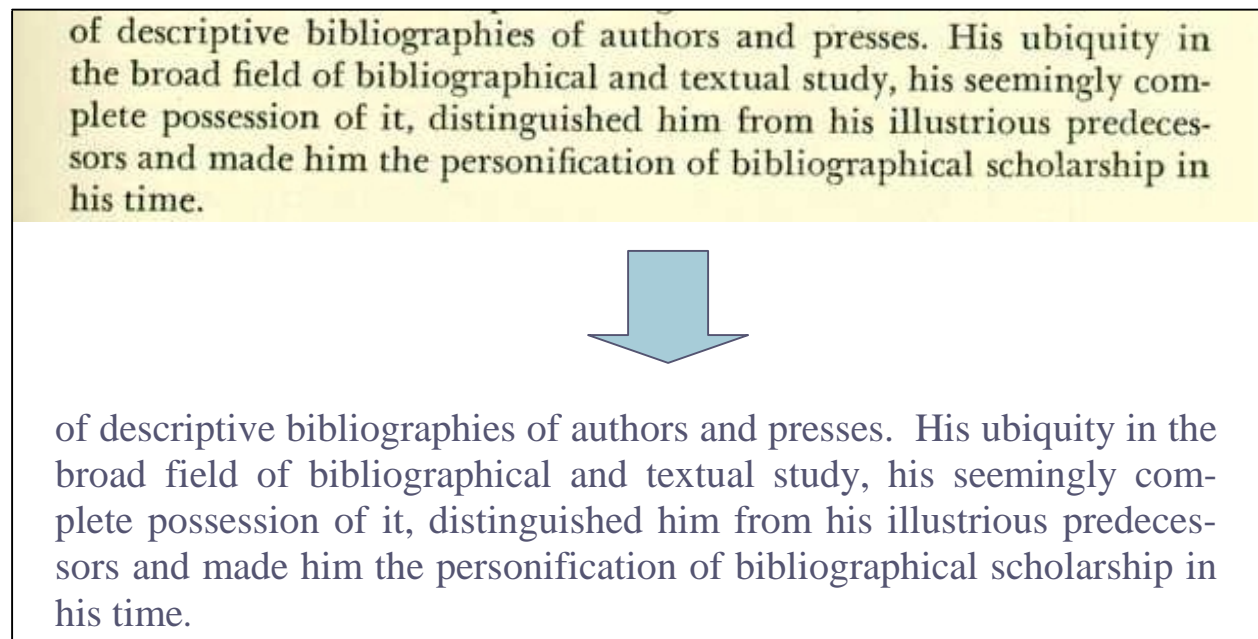 of descriptive bibliographies of authors and presses. His ubiquity in
the broad field of bibliographical and textual study, his seemingly com-
plete possession of it, distinguished him from his illustrious predeces-
sors and made him the personification of bibliographical scholarship in
his time.
of descriptive bibliographies of authors and presses. His ubiquity in the
broad field of bibliographical and textual study, his seemingly com-
plete possession of it, distinguished him from his illustrious predeces-
sors and made him the personification of bibliographical scholarship in
his time.